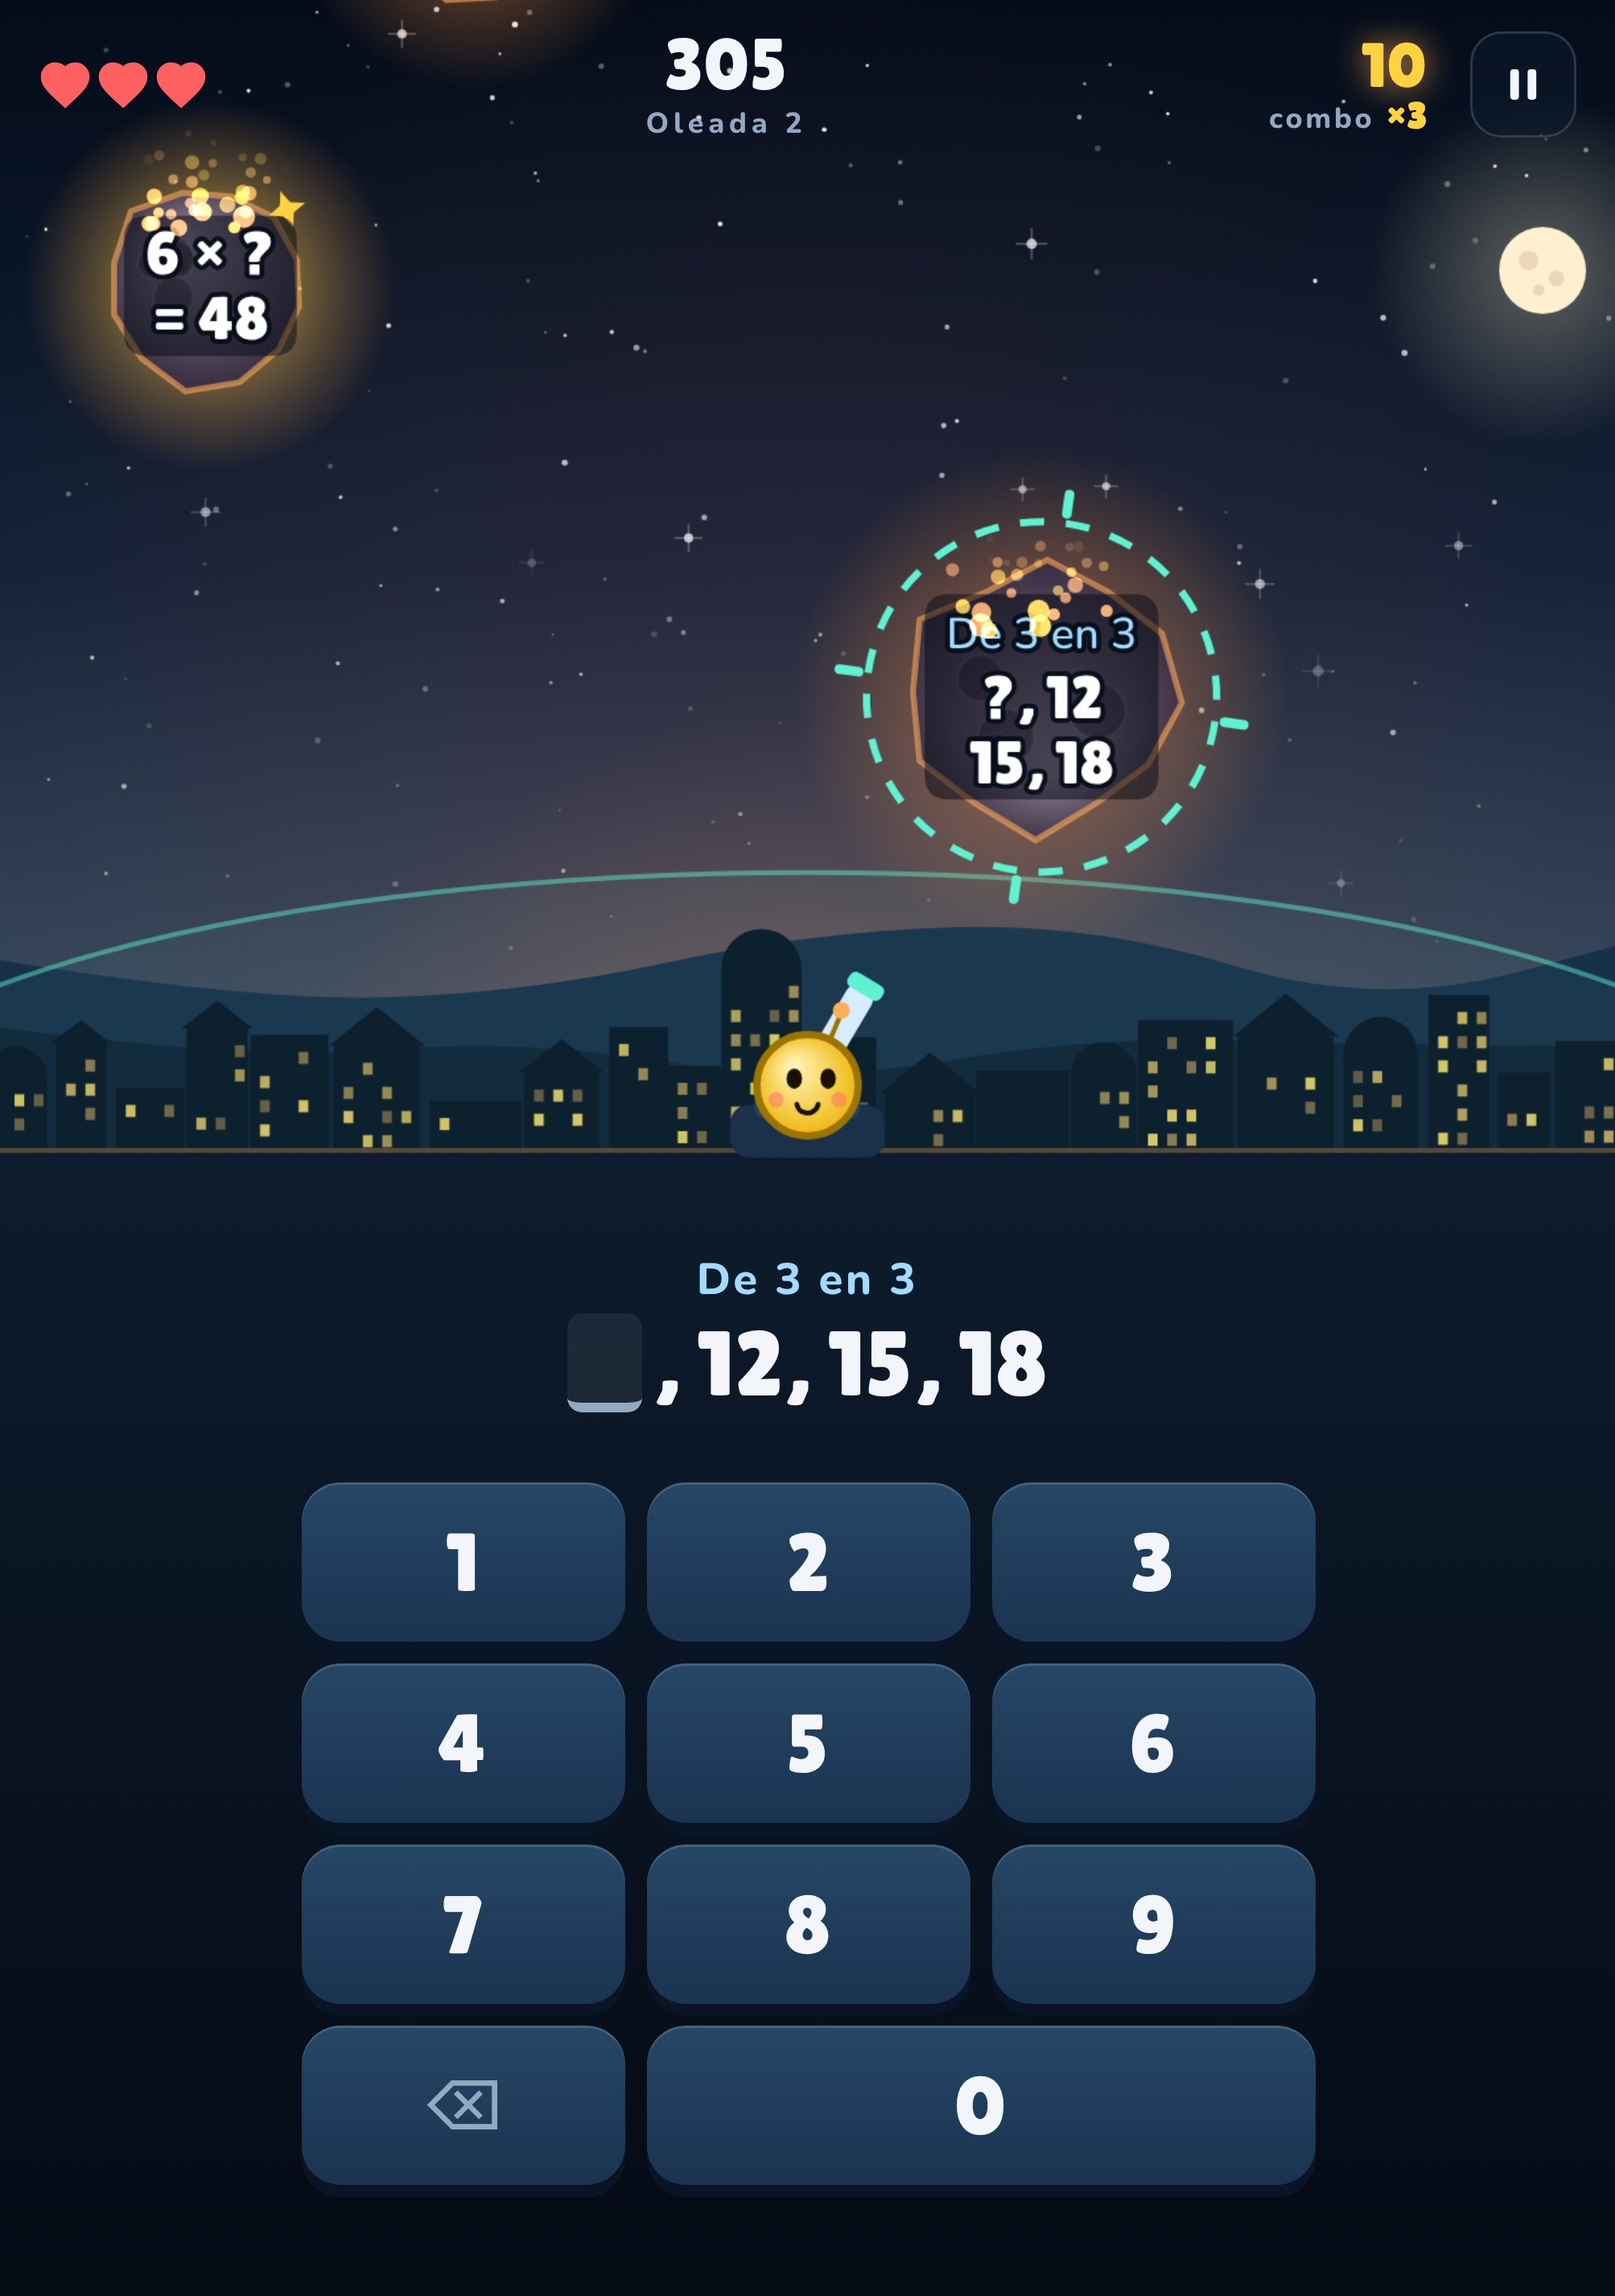 305
Oleada 2
10
combo ×3
6 × ?
= 48
De 3 en 3
?, 12
15, 18
De 3 en 3
, 12, 15, 18
1
2
3
4
5
6
7
8
9
0